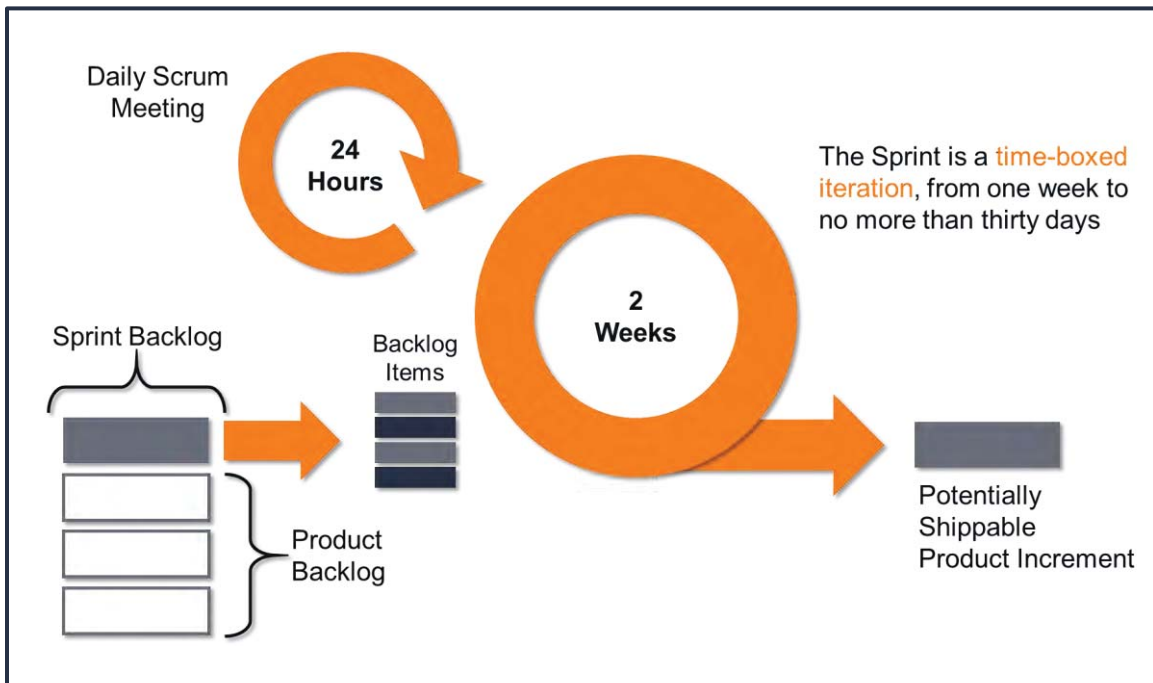 Daily Scrum
Meeting
24
Hours
The Sprint is a time-boxed
iteration, from one week to
no more than thirty days
2
Weeks
Sprint Backlog
Backlog
Items
Product
Backlog
Potentially
Shippable
Product Increment